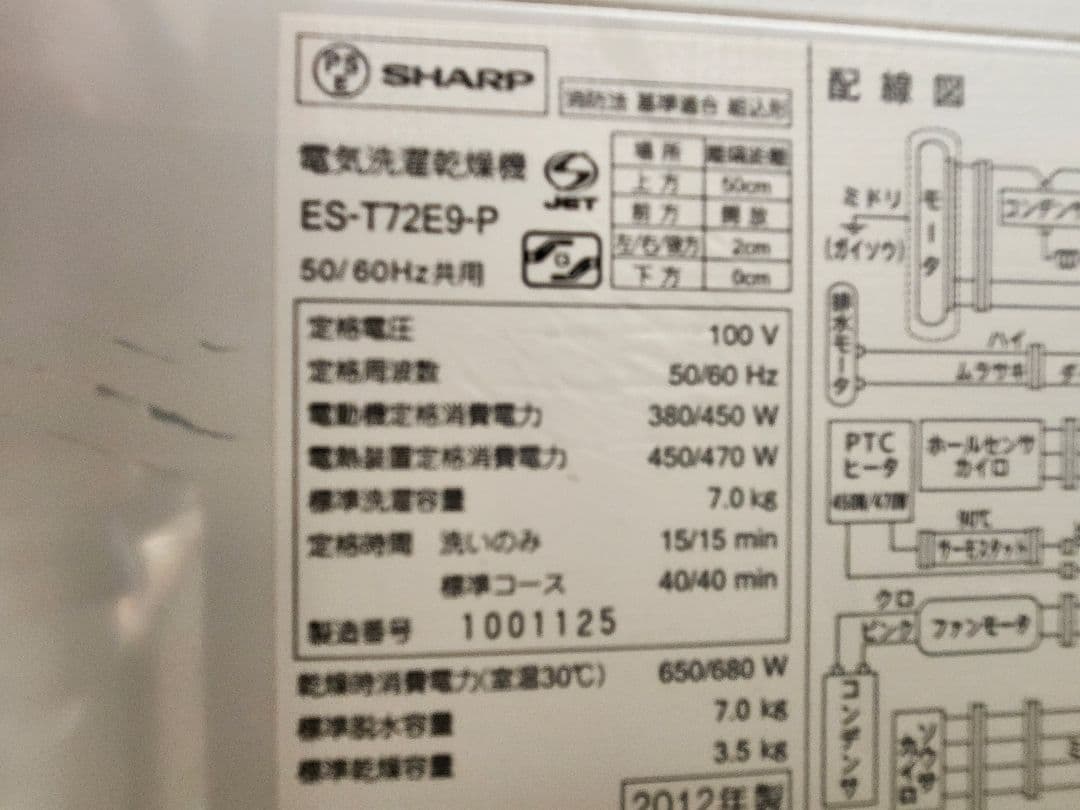 PS E SHARP
消防法 基準適合 組込形
電気洗濯乾燥機
JET
ES-T72E9-P
50/60Hz共用
場所 離隔距離
上方 50cm
前方 開放
左/右/後方 2cm
下方 0cm
定格電圧 100 V
定格周波数 50/60 Hz
電動機定格消費電力 380/450 W
電熱装置定格消費電力 450/470 W
標準洗濯容量 7.0 kg
定格時間 洗いのみ 15/15 min
標準コース 40/40 min
製造番号 1001125
乾燥時消費電力(室温30℃) 650/680 W
標準脱水容量 7.0 kg
標準乾燥容量 3.5 kg
2012年製
配線図
ミドリ
(ガイソウ)
モータ
コンデンサ
排水モータ
ハイ
ムラサキ
PTC
ヒータ
450W/470W
ホールセンサ
カイロ
サーモスタット
クロ
ピンク
ファンモータ
コンデンサ